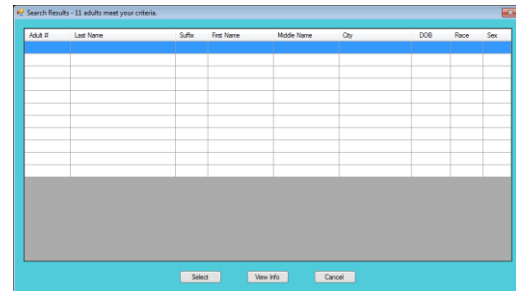 Search Results - 11 adults meet your criteria.
Adult # Last Name Suffix First Name Middle Name City DOB Race Sex
Select View Info Cancel